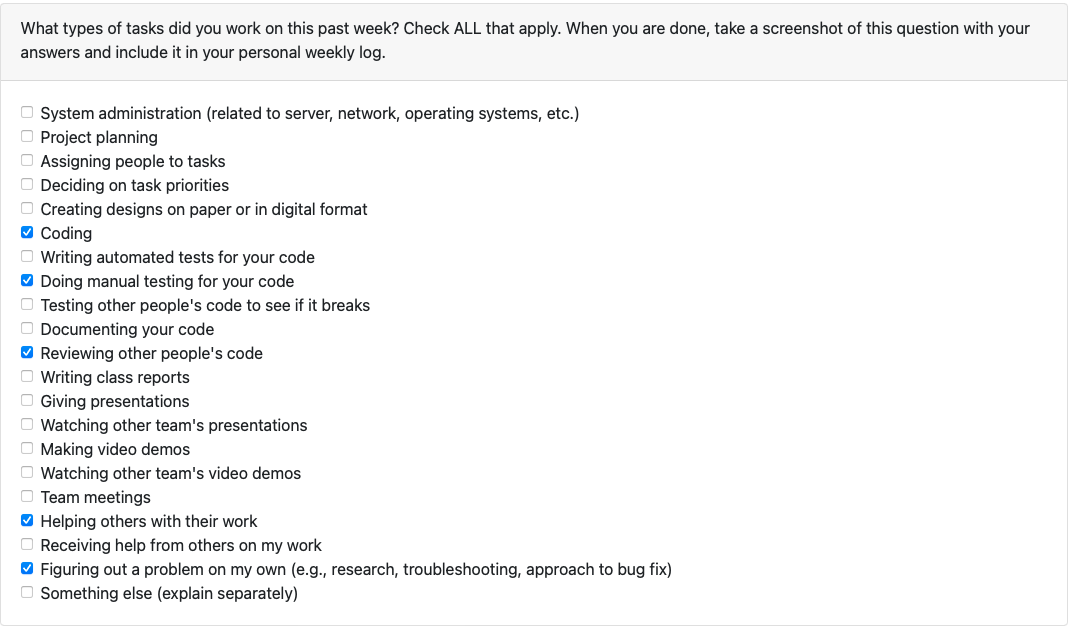 What types of tasks did you work on this past week? Check ALL that apply. When you are done, take a screenshot of this question with your
answers and include it in your personal weekly log.
System administration (related to server, network, operating systems, etc.)
Project planning
Assigning people to tasks
Deciding on task priorities
Creating designs on paper or in digital format
Coding
Writing automated tests for your code
Doing manual testing for your code
Testing other people's code to see if it breaks
Documenting your code
Reviewing other people's code
Writing class reports
Giving presentations
Watching other team's presentations
Making video demos
Watching other team's video demos
Team meetings
Helping others with their work
Receiving help from others on my work
Figuring out a problem on my own (e.g., research, troubleshooting, approach to bug fix)
Something else (explain separately)